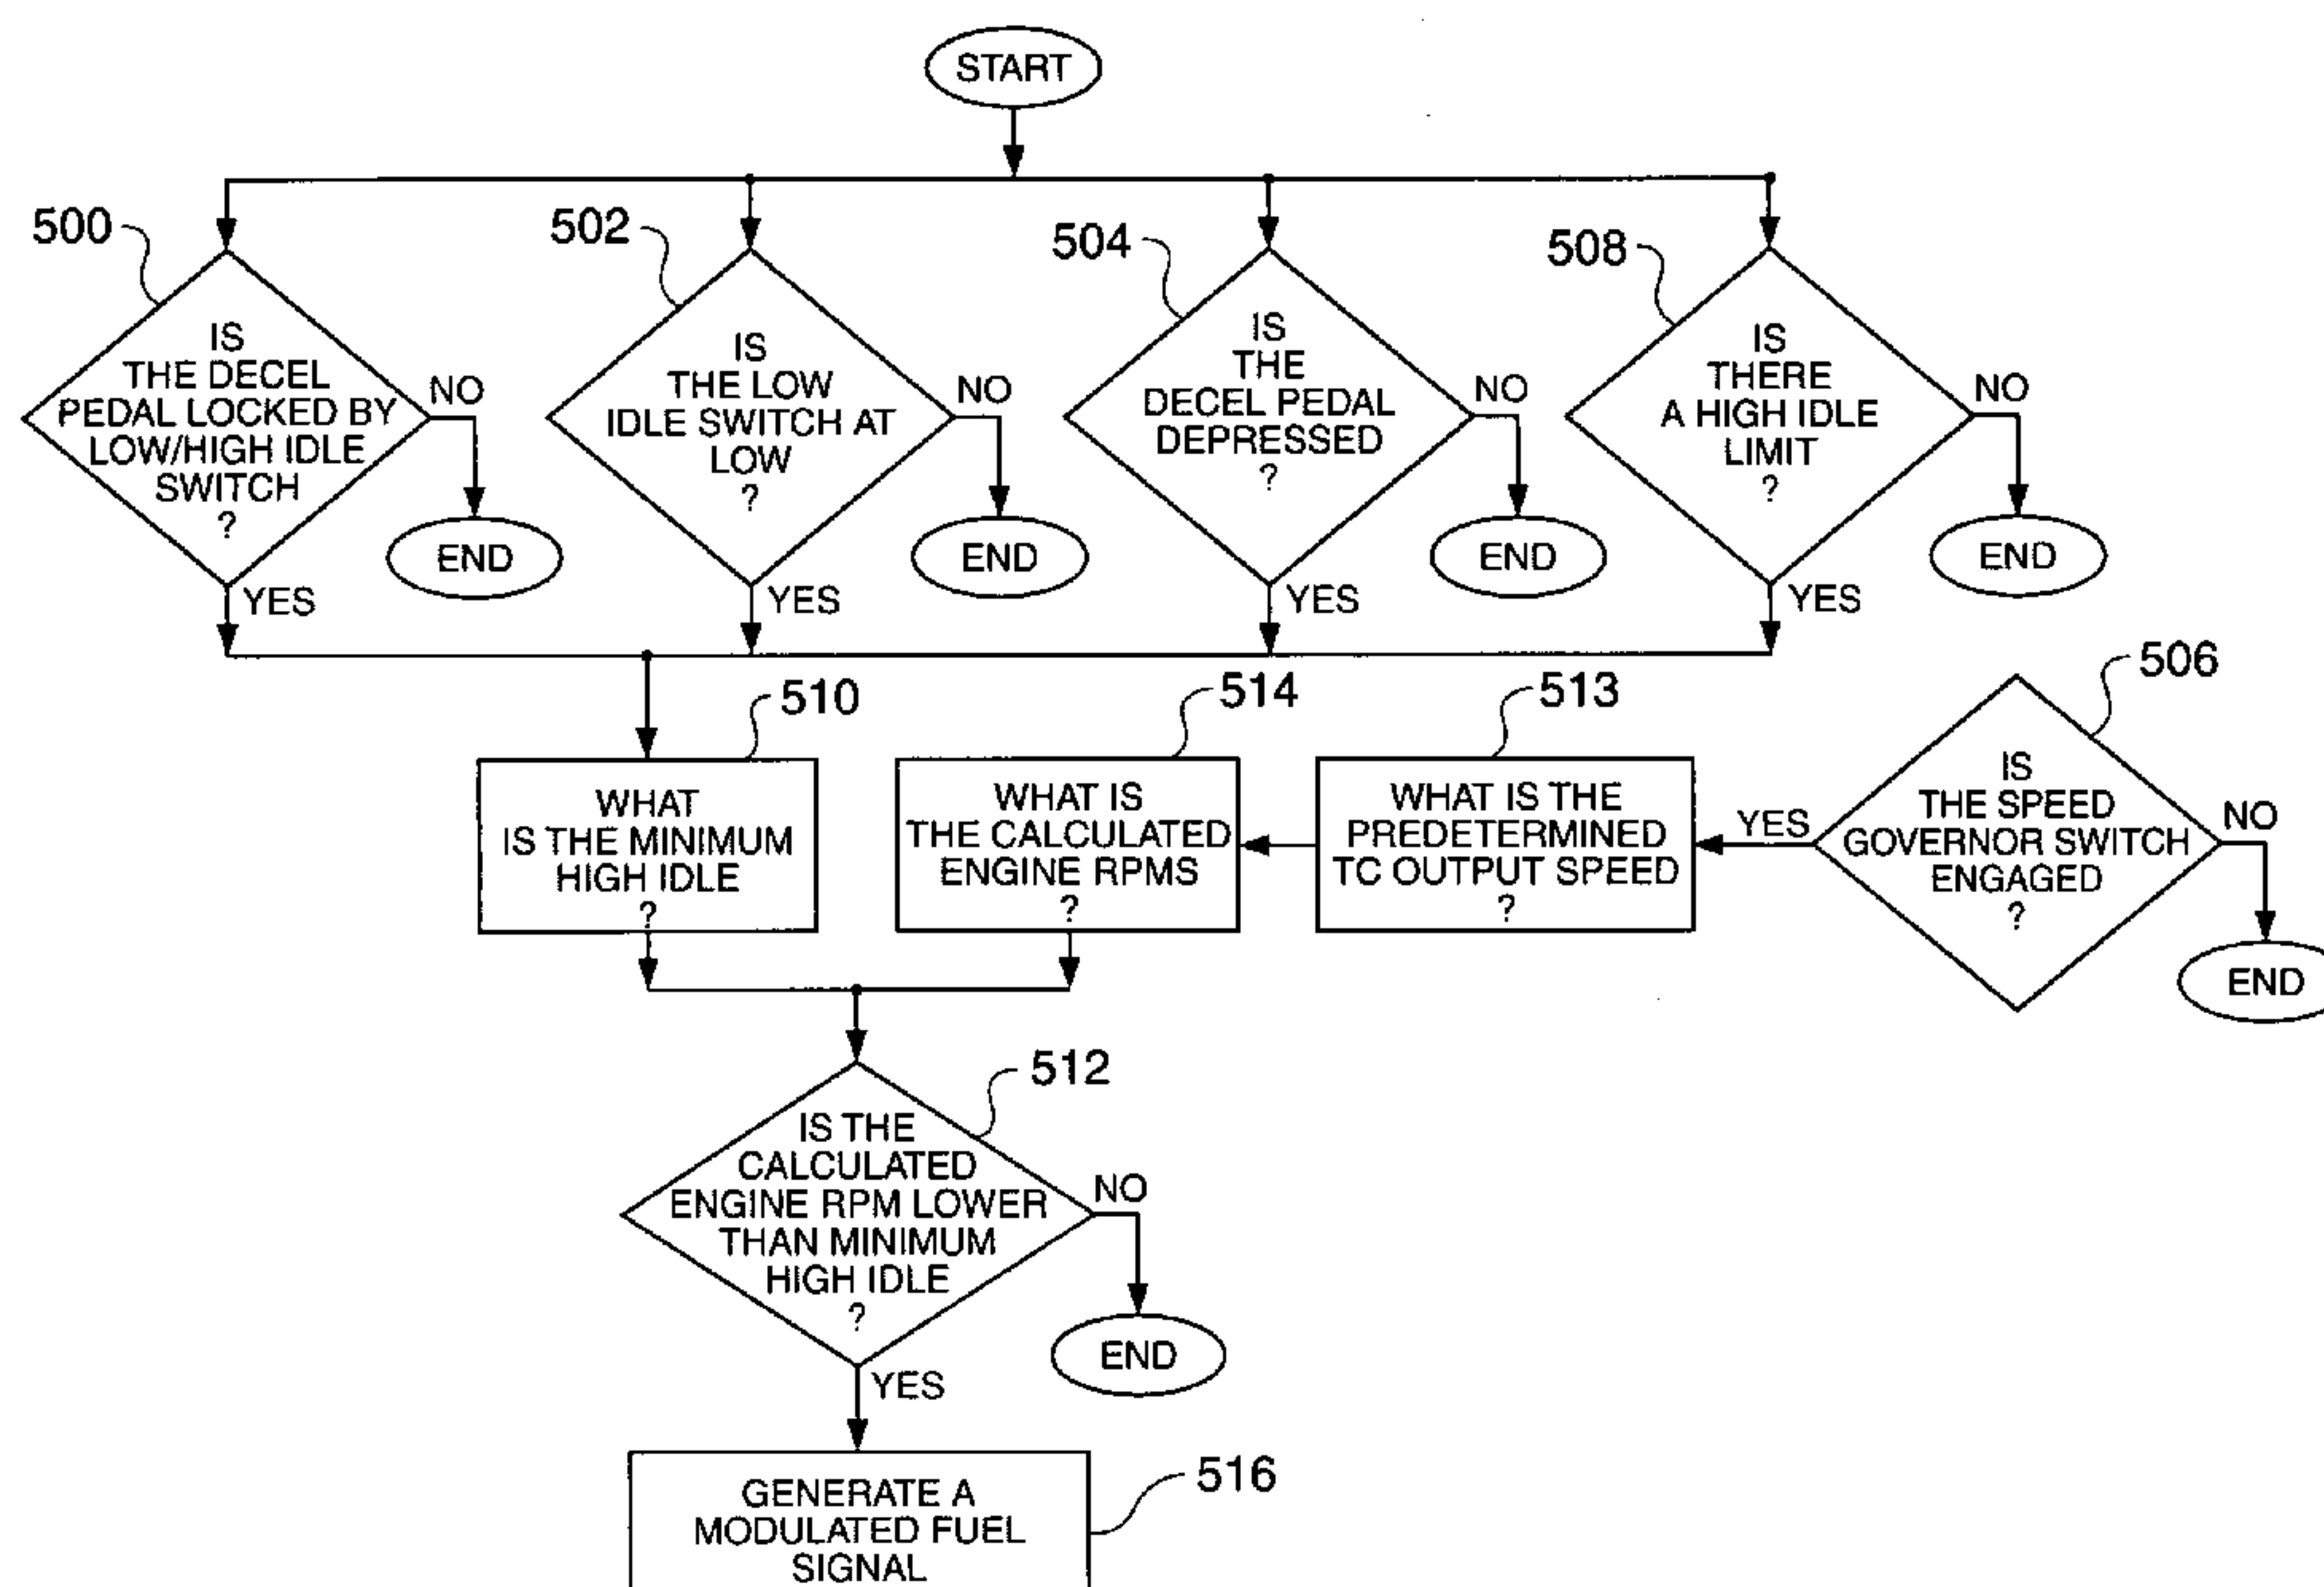 START
500
IS
THE DECEL
PEDAL LOCKED BY
LOW/HIGH IDLE
SWITCH
?
NO
END
YES
502
IS
THE LOW
IDLE SWITCH AT
LOW
?
NO
END
YES
504
IS
THE
DECEL PEDAL
DEPRESSED
?
NO
END
YES
508
IS
THERE
A HIGH IDLE
LIMIT
?
NO
END
YES
510
WHAT
IS THE MINIMUM
HIGH IDLE
?
514
WHAT IS
THE CALCULATED
ENGINE RPMS
?
513
WHAT IS THE
PREDETERMINED
TC OUTPUT SPEED
?
YES
506
IS
THE SPEED
GOVERNOR SWITCH
ENGAGED
?
NO
END
512
IS THE
CALCULATED
ENGINE RPM LOWER
THAN MINIMUM
HIGH IDLE
?
NO
END
YES
516
GENERATE A
MODULATED FUEL
SIGNAL